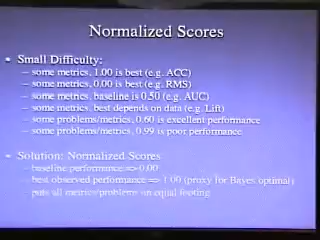 Normalized Scores
• Small Difficulty:
– some metrics, 1.00 is best (e.g. ACC)
– some metrics, 0.00 is best (e.g. RMS)
– some metrics, baseline is 0.50 (e.g. AUC)
– some metrics, best depends on data (e.g. Lift)
– some problems/metrics, 0.60 is excellent performance
– some problems/metrics, 0.99 is poor performance
• Solution: Normalized Scores
– baseline performance => 0.00
– best observed performance => 1.00 (proxy for Bayes optimal)
– puts all metrics/problems on equal footing